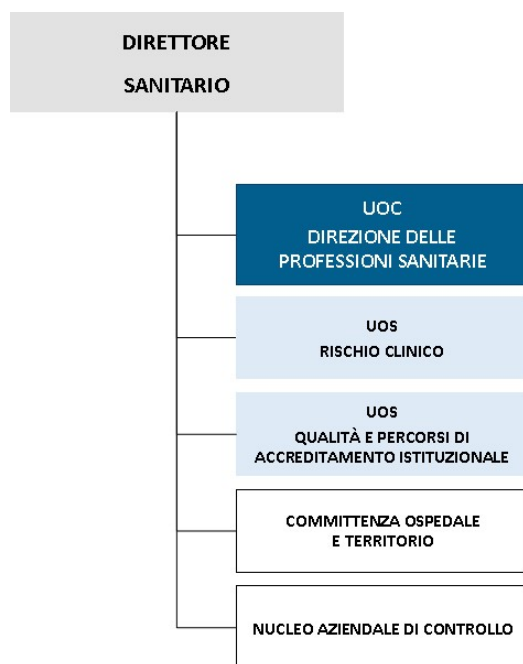 DIRETTORE
SANITARIO
UOC
DIREZIONE DELLE
PROFESSIONI SANITARIE
UOS
RISCHIO CLINICO
UOS
QUALITÀ E PERCORSI DI
ACCREDITAMENTO ISTITUZIONALE
COMMITTENZA OSPEDALE
E TERRITORIO
NUCLEO AZIENDALE DI CONTROLLO